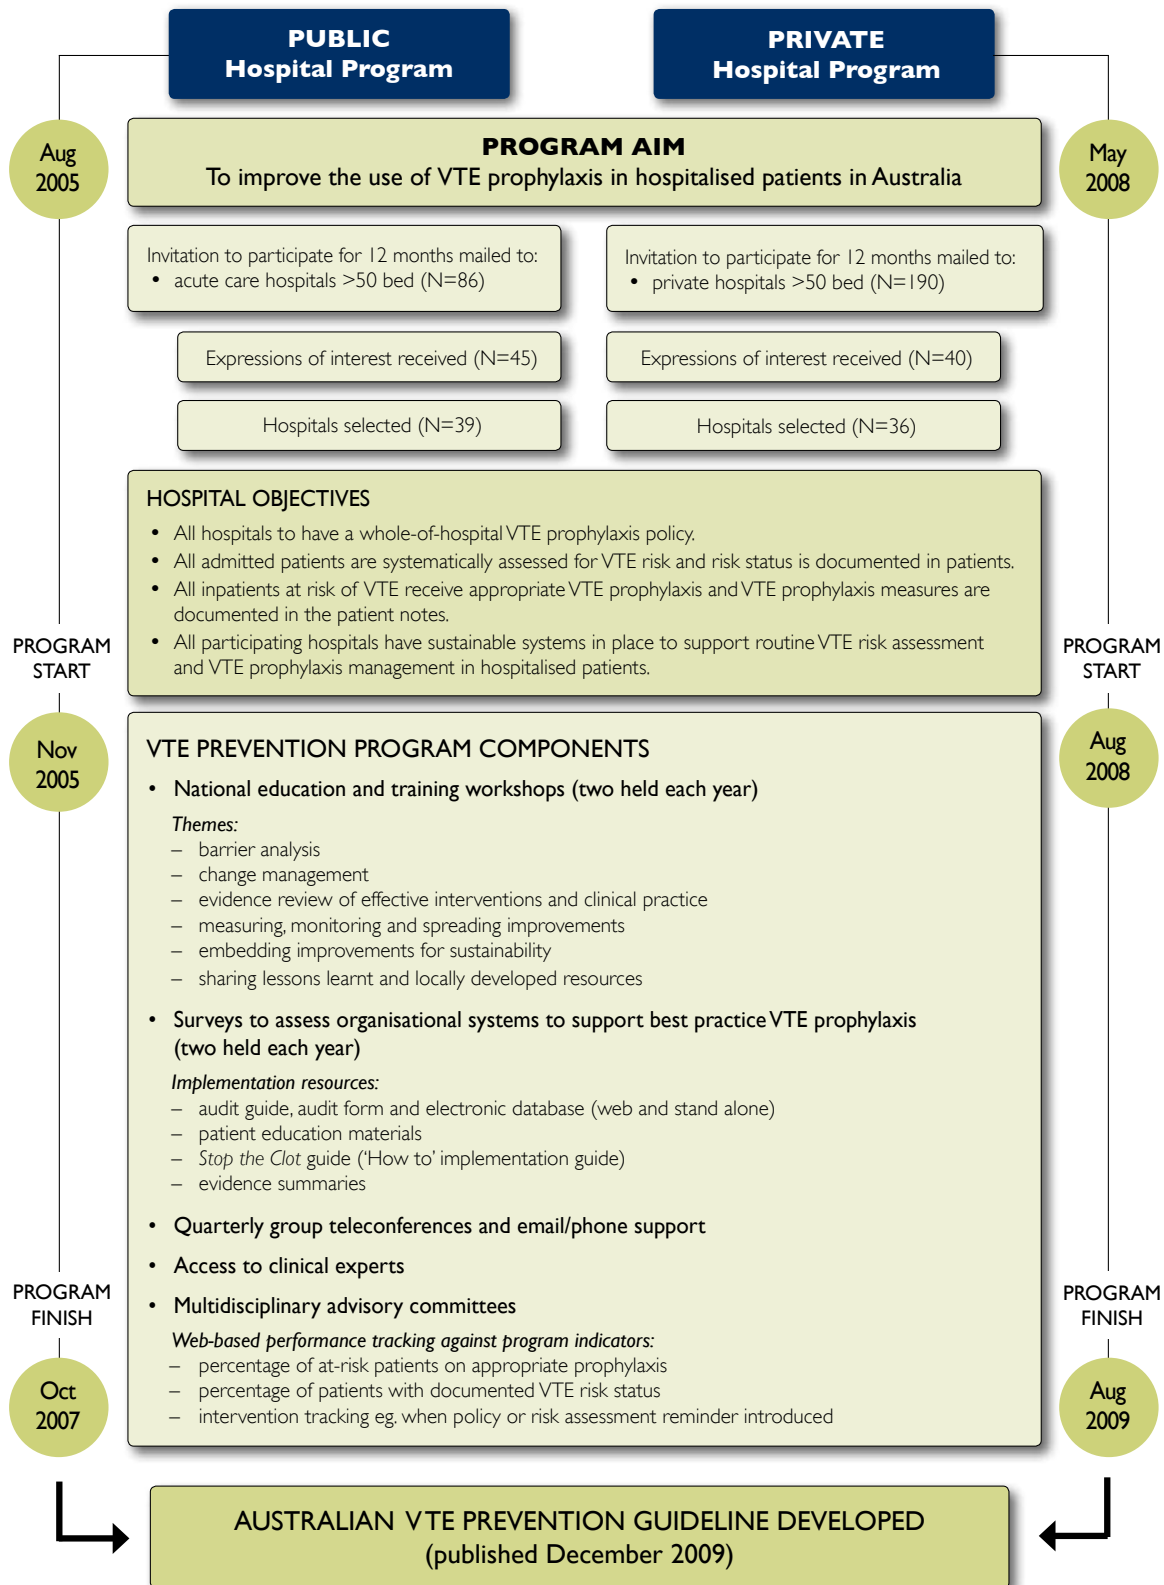 PUBLIC
Hospital Program
PRIVATE
Hospital Program
Aug
2005
May
2008
PROGRAM AIM
To improve the use of VTE prophylaxis in hospitalised patients in Australia
Invitation to participate for 12 months mailed to:
• acute care hospitals >50 bed (N=86)
Invitation to participate for 12 months mailed to:
• private hospitals >50 bed (N=190)
Expressions of interest received (N=45)
Expressions of interest received (N=40)
Hospitals selected (N=39)
Hospitals selected (N=36)
HOSPITAL OBJECTIVES
• All hospitals to have a whole-of-hospital VTE prophylaxis policy.
• All admitted patients are systematically assessed for VTE risk and risk status is documented in patients.
• All inpatients at risk of VTE receive appropriate VTE prophylaxis and VTE prophylaxis measures are
documented in the patient notes.
• All participating hospitals have sustainable systems in place to support routine VTE risk assessment
and VTE prophylaxis management in hospitalised patients.
PROGRAM
START
PROGRAM
START
Nov
2005
Aug
2008
VTE PREVENTION PROGRAM COMPONENTS
• National education and training workshops (two held each year)
Themes:
– barrier analysis
– change management
– evidence review of effective interventions and clinical practice
– measuring, monitoring and spreading improvements
– embedding improvements for sustainability
– sharing lessons learnt and locally developed resources
• Surveys to assess organisational systems to support best practice VTE prophylaxis
(two held each year)
Implementation resources:
– audit guide, audit form and electronic database (web and stand alone)
– patient education materials
– Stop the Clot guide (‘How to’ implementation guide)
– evidence summaries
• Quarterly group teleconferences and email/phone support
• Access to clinical experts
• Multidisciplinary advisory committees
Web-based performance tracking against program indicators:
– percentage of at-risk patients on appropriate prophylaxis
– percentage of patients with documented VTE risk status
– intervention tracking eg. when policy or risk assessment reminder introduced
PROGRAM
FINISH
PROGRAM
FINISH
Oct
2007
Aug
2009
AUSTRALIAN VTE PREVENTION GUIDELINE DEVELOPED
(published December 2009)